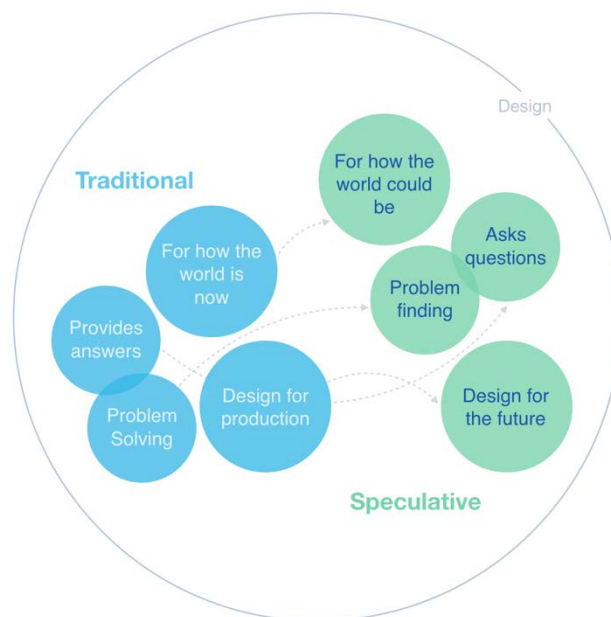 Design
For how the
world could
be
Traditional
Asks
questions
For how the
world is
now
Problem
finding
Provides
answers
Problem
Solving
Design for
production
Design for
the future
Speculative